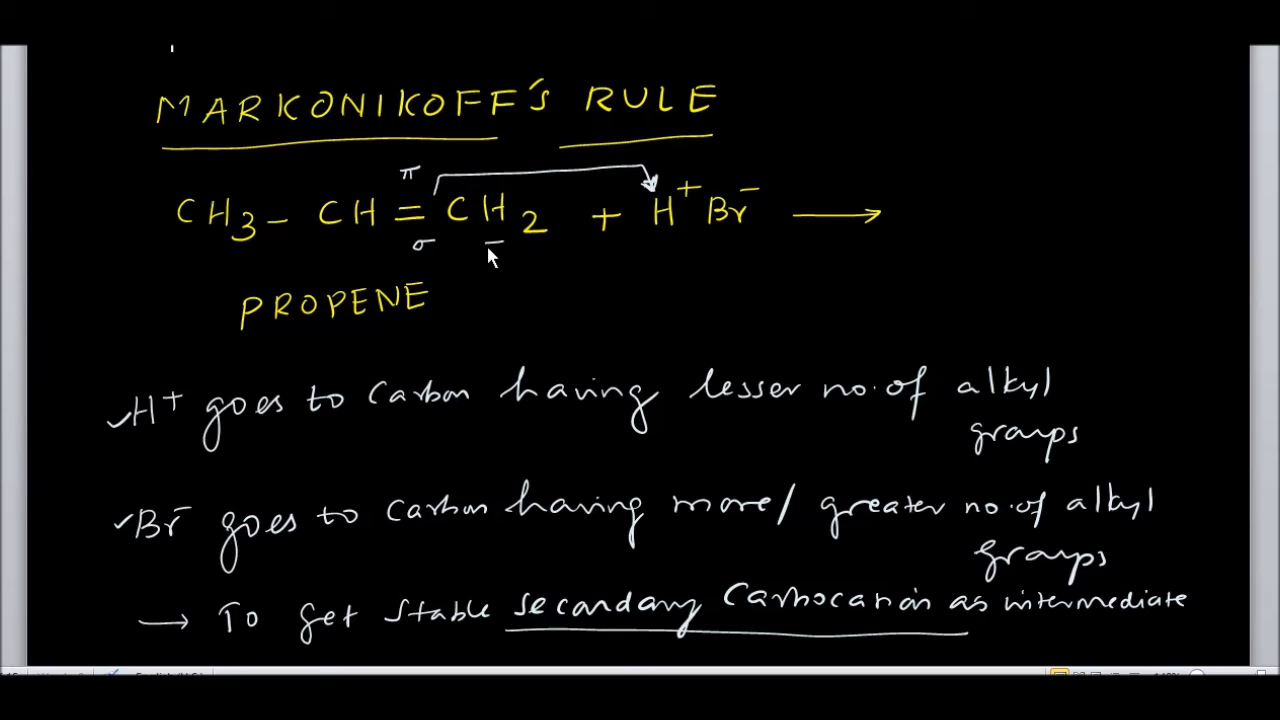 MARKONIKOFF'S RULE
π
CH3 - CH = CH2 + H+ Br- →
σ -
PROPENE
✓H+ goes to carbon having lesser no. of alkyl
groups
✓Br- goes to carbon having more/ greater no. of alkyl
groups
→ To get stable secondary Carbocation as intermediate